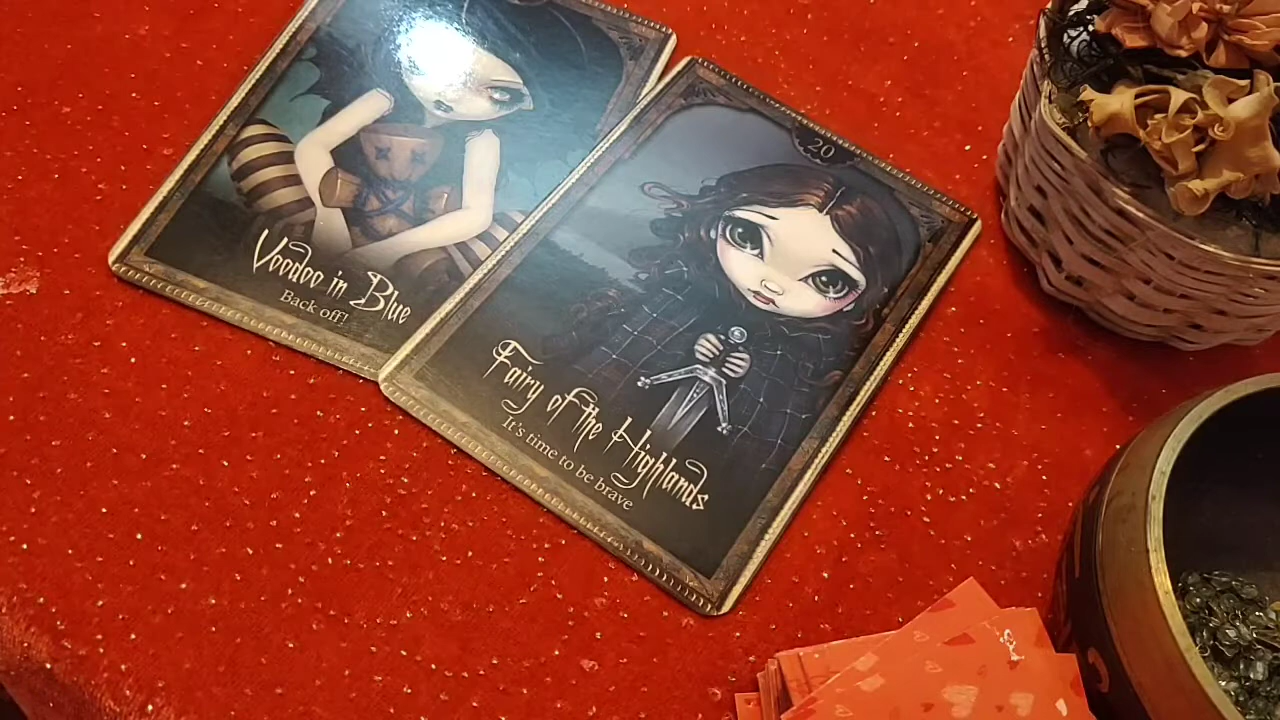 Voodoo in Blue
Back off!
20
Fairy of the Highlands
It's time to be brave